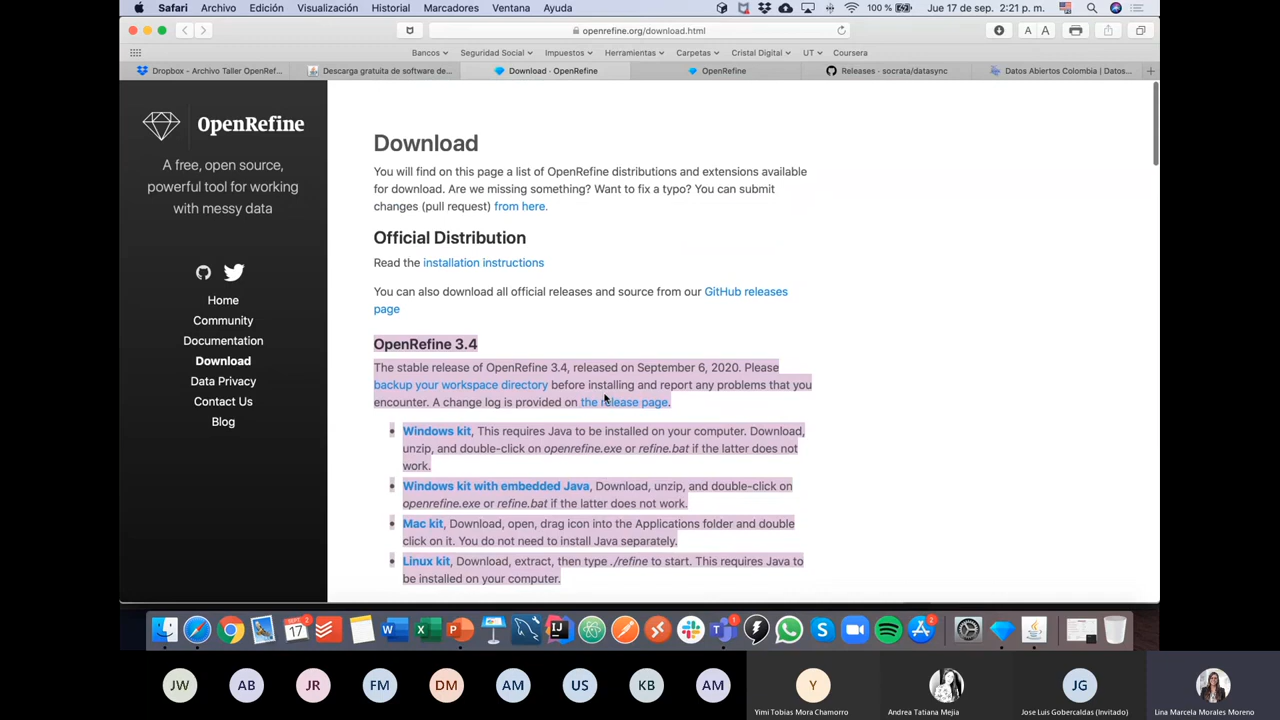 Safari Archivo Edición Visualización Historial Marcadores Ventana Ayuda 100 % Jue 17 de sep. 2:21 p. m.
openrefine.org/download.html
A A
Bancos Seguridad Social Impuestos Herramientas Carpetas Cristal Digital UT Coursera
Dropbox - Archivo Taller OpenRef... Descarga gratuita de software de... Download · OpenRefine OpenRefine Releases · socrata/datasync Datos Abiertos Colombia | Datos...
OpenRefine
A free, open source,
powerful tool for working
with messy data
Home
Community
Documentation
Download
Data Privacy
Contact Us
Blog
Download
You will find on this page a list of OpenRefine distributions and extensions available
for download. Are we missing something? Want to fix a typo? You can submit
changes (pull request) from here.
Official Distribution
Read the installation instructions
You can also download all official releases and source from our GitHub releases
page
OpenRefine 3.4
The stable release of OpenRefine 3.4, released on September 6, 2020. Please
backup your workspace directory before installing and report any problems that you
encounter. A change log is provided on the release page.
Windows kit, This requires Java to be installed on your computer. Download,
unzip, and double-click on openrefine.exe or refine.bat if the latter does not
work.
Windows kit with embedded Java, Download, unzip, and double-click on
openrefine.exe or refine.bat if the latter does not work.
Mac kit, Download, open, drag icon into the Applications folder and double
click on it. You do not need to install Java separately.
Linux kit, Download, extract, then type ./refine to start. This requires Java to
be installed on your computer.
JW AB JR FM DM AM US KB AM Y JG
Yimi Tobias Mora Chamorro Andrea Tatiana Mejia Jose Luis Gobercaldas (Invitado) Lina Marcela Morales Moreno